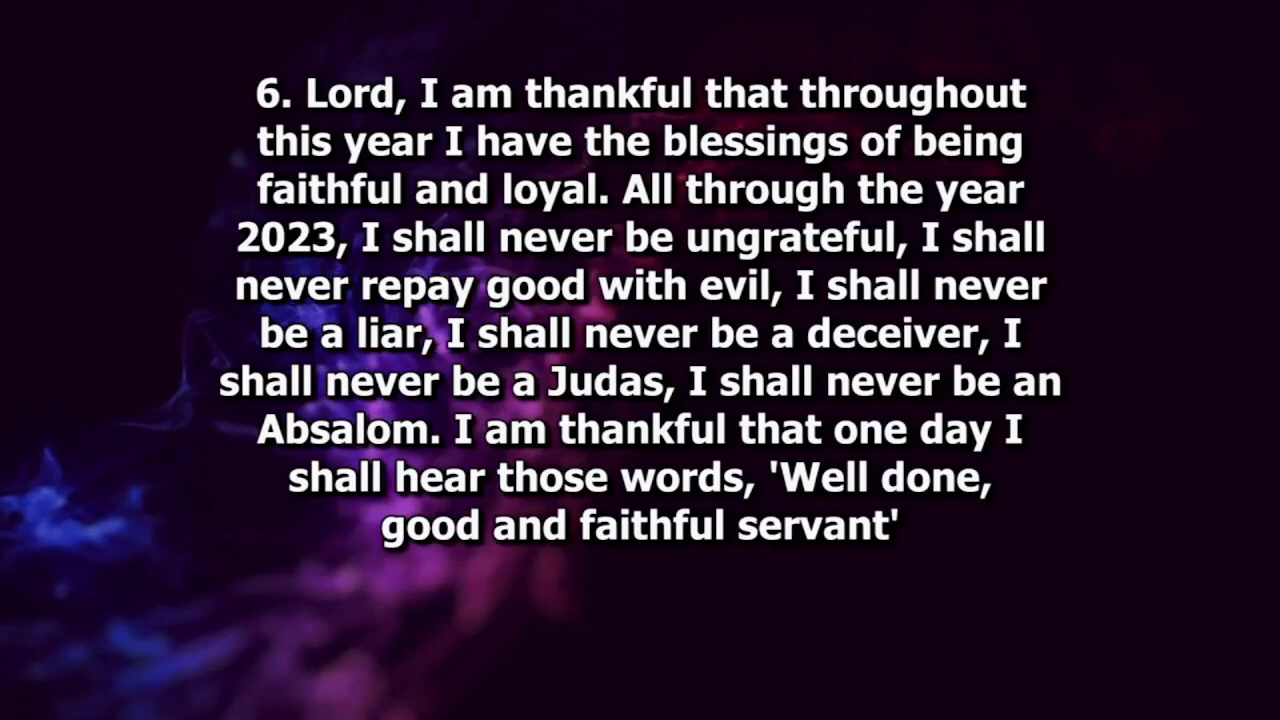 6. Lord, I am thankful that throughout
this year I have the blessings of being
faithful and loyal. All through the year
2023, I shall never be ungrateful, I shall
never repay good with evil, I shall never
be a liar, I shall never be a deceiver, I
shall never be a Judas, I shall never be an
Absalom. I am thankful that one day I
shall hear those words, 'Well done,
good and faithful servant'